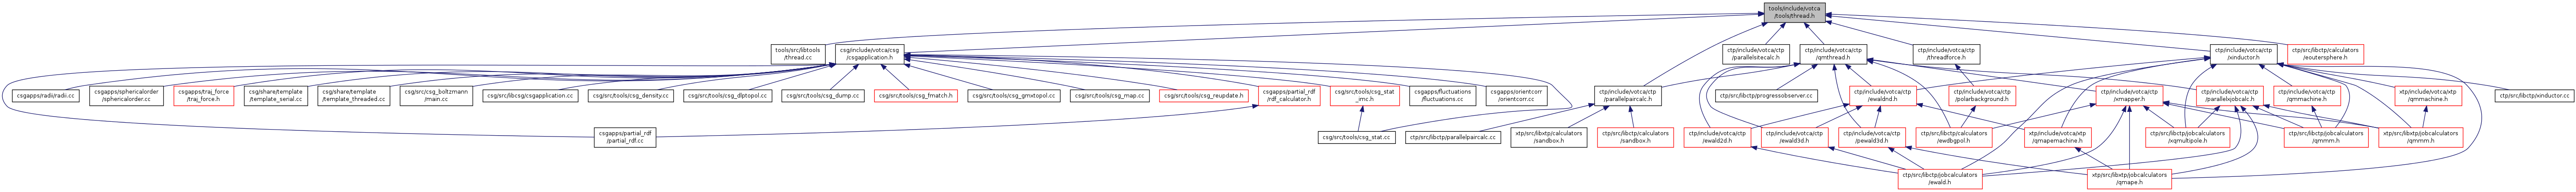 tools/include/votca
/tools/thread.h
tools/src/libtools
/thread.cc
csg/include/votca/csg
/csgapplication.h
ctp/include/votca/ctp
/parallelsitecalc.h
ctp/include/votca/ctp
/qmthread.h
ctp/include/votca/ctp
/threadforce.h
ctp/include/votca/ctp
/xinductor.h
ctp/src/libctp/calculators
/eoutersphere.h
csgapps/radii/radii.cc
csgapps/sphericalorder
/sphericalorder.cc
csgapps/traj_force
/traj_force.h
csg/share/template
/template_serial.cc
csg/share/template
/template_threaded.cc
csg/src/csg_boltzmann
/main.cc
csg/src/libcsg/csgapplication.cc
csg/src/tools/csg_density.cc
csg/src/tools/csg_dlptopol.cc
csg/src/tools/csg_dump.cc
csg/src/tools/csg_fmatch.h
csg/src/tools/csg_gmxtopol.cc
csg/src/tools/csg_map.cc
csg/src/tools/csg_reupdate.h
csgapps/partial_rdf
/rdf_calculator.h
csg/src/tools/csg_stat
_imc.h
csgapps/fluctuations
/fluctuations.cc
csgapps/orientcorr
/orientcorr.cc
ctp/include/votca/ctp
/parallelpaircalc.h
ctp/src/libctp/progressobserver.cc
ctp/include/votca/ctp
/ewaldnd.h
ctp/include/votca/ctp
/polarbackground.h
ctp/include/votca/ctp
/xmapper.h
ctp/include/votca/ctp
/parallelxjobcalc.h
ctp/include/votca/ctp
/qmmachine.h
xtp/include/votca/xtp
/qmmachine.h
ctp/src/libctp/xinductor.cc
csgapps/partial_rdf
/partial_rdf.cc
csg/src/tools/csg_stat.cc
ctp/src/libctp/parallelpaircalc.cc
xtp/src/libxtp/calculators
/sandbox.h
ctp/src/libctp/calculators
/sandbox.h
ctp/include/votca/ctp
/ewald2d.h
ctp/include/votca/ctp
/ewald3d.h
ctp/include/votca/ctp
/pewald3d.h
ctp/src/libctp/calculators
/ewdbgpol.h
xtp/include/votca/xtp
/qmapemachine.h
ctp/src/libctp/jobcalculators
/xqmultipole.h
ctp/src/libctp/jobcalculators
/qmmm.h
xtp/src/libxtp/jobcalculators
/qmmm.h
ctp/src/libctp/jobcalculators
/ewald.h
xtp/src/libxtp/jobcalculators
/qmape.h